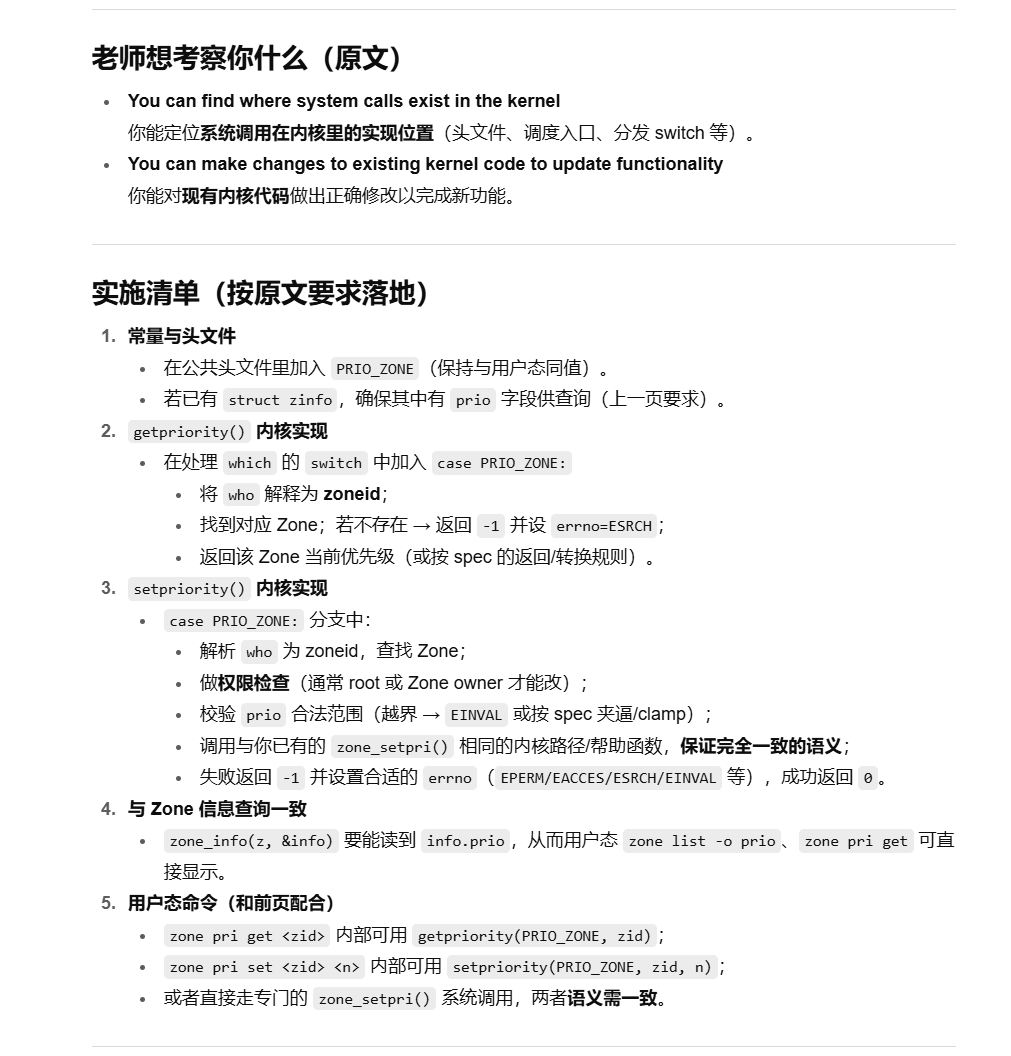 老师想考察你什么（原文）
• You can find where system calls exist in the kernel
你能定位系统调用在内核里的实现位置（头文件、调度入口、分发 switch 等）。
• You can make changes to existing kernel code to update functionality
你能对现有内核代码做出正确修改以完成新功能。
实施清单（按原文要求落地）
1. 常量与头文件
• 在公共头文件里加入 PRIO_ZONE（保持与用户态同值）。
• 若已有 struct zinfo，确保其中有 prio 字段供查询（上一页要求）。
2. getpriority() 内核实现
• 在处理 which 的 switch 中加入 case PRIO_ZONE:
• 将 who 解释为 zoneid；
• 找到对应 Zone；若不存在 → 返回 -1 并设 errno=ESRCH；
• 返回该 Zone 当前优先级（或按 spec 的返回/转换规则）。
3. setpriority() 内核实现
• case PRIO_ZONE: 分支中：
• 解析 who 为 zoneid，查找 Zone；
• 做权限检查（通常 root 或 Zone owner 才能改）；
• 校验 prio 合法范围（越界 → EINVAL 或按 spec 夹逼/clamp）；
• 调用与你已有的 zone_setpri() 相同的内核路径/帮助函数，保证完全一致的语义；
• 失败返回 -1 并设置合适的 errno（EPERM/EACCES/ESRCH/EINVAL 等），成功返回 0。
4. 与 Zone 信息查询一致
• zone_info(z, &info) 要能读到 info.prio，从而用户态 zone list -o prio、zone pri get 可直
接显示。
5. 用户态命令（和前页配合）
• zone pri get <zid> 内部可用 getpriority(PRIO_ZONE, zid)；
• zone pri set <zid> <n> 内部可用 setpriority(PRIO_ZONE, zid, n)；
• 或者直接走专门的 zone_setpri() 系统调用，两者语义需一致。